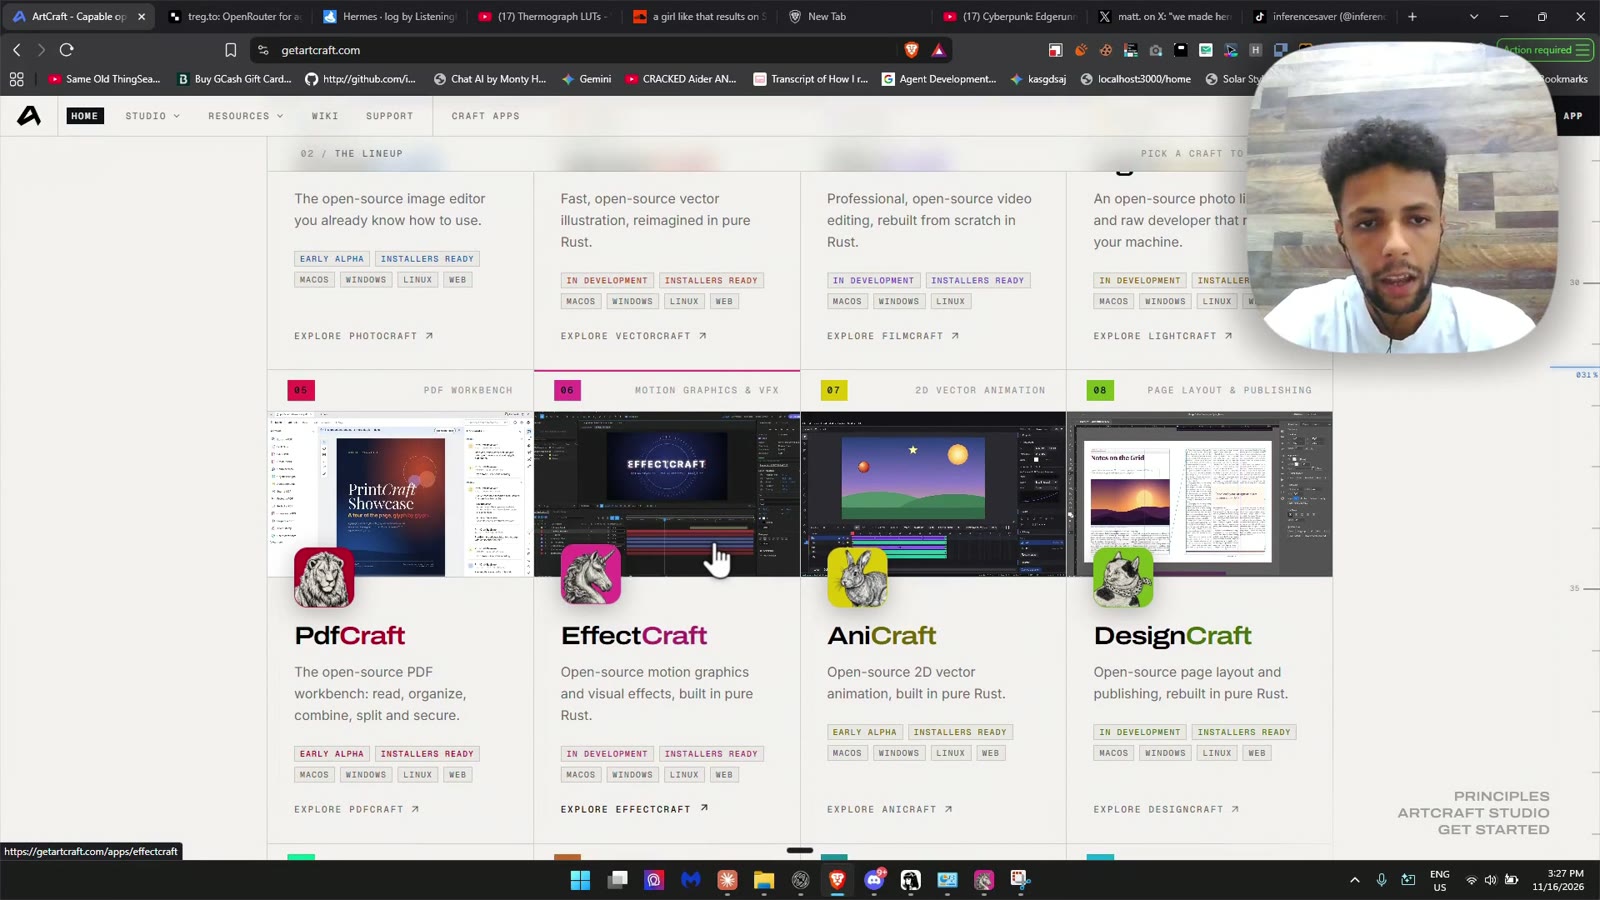 ArtCraft - Capable op
treg.to: OpenRouter for a
Hermes · log by Listening
(17) Thermograph LUTs -
a girl like that results on S
New Tab
(17) Cyberpunk: Edgerun
matt. on X: "we made her
inferencesaver (@inferen
getartcraft.com
Action required
Same Old ThingSea...
Buy GCash Gift Card...
http://github.com/i...
Chat AI by Monty H...
Gemini
CRACKED Aider AN...
Transcript of How I r...
Agent Development...
kasgdsaj
localhost:3000/home
Solar
Bookmarks
HOME
STUDIO
RESOURCES
WIKI
SUPPORT
CRAFT APPS
APP
02 / THE LINEUP
PICK A CRAFT TO
The open-source image editor
you already know how to use.
EARLY ALPHA
INSTALLERS READY
MACOS
WINDOWS
LINUX
WEB
EXPLORE PHOTOCRAFT
Fast, open-source vector
illustration, reimagined in pure
Rust.
IN DEVELOPMENT
INSTALLERS READY
MACOS
WINDOWS
LINUX
WEB
EXPLORE VECTORCRAFT
Professional, open-source video
editing, rebuilt from scratch in
Rust.
IN DEVELOPMENT
INSTALLERS READY
MACOS
WINDOWS
LINUX
EXPLORE FILMCRAFT
An open-source photo li
and raw developer that
your machine.
IN DEVELOPMENT
INSTALLER
MACOS
WINDOWS
LINUX
EXPLORE LIGHTCRAFT
30
031%
05
PDF WORKBENCH
PrintCraft
Showcase
PdfCraft
The open-source PDF
workbench: read, organize,
combine, split and secure.
EARLY ALPHA
INSTALLERS READY
MACOS
WINDOWS
LINUX
WEB
EXPLORE PDFCRAFT
06
MOTION GRAPHICS & VFX
EFFECTCRAFT
EffectCraft
Open-source motion graphics
and visual effects, built in pure
Rust.
IN DEVELOPMENT
INSTALLERS READY
MACOS
WINDOWS
LINUX
WEB
EXPLORE EFFECTCRAFT
07
2D VECTOR ANIMATION
AniCraft
Open-source 2D vector
animation, built in pure Rust.
EARLY ALPHA
INSTALLERS READY
MACOS
WINDOWS
LINUX
WEB
EXPLORE ANICRAFT
08
PAGE LAYOUT & PUBLISHING
Notes on the Grid
DesignCraft
Open-source page layout and
publishing, rebuilt in pure Rust.
IN DEVELOPMENT
INSTALLERS READY
MACOS
WINDOWS
LINUX
WEB
EXPLORE DESIGNCRAFT
35
PRINCIPLES
ARTCRAFT STUDIO
GET STARTED
https://getartcraft.com/apps/effectcraft
ENG
US
3:27 PM
11/16/2026